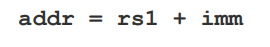 addr = rs1 + imm